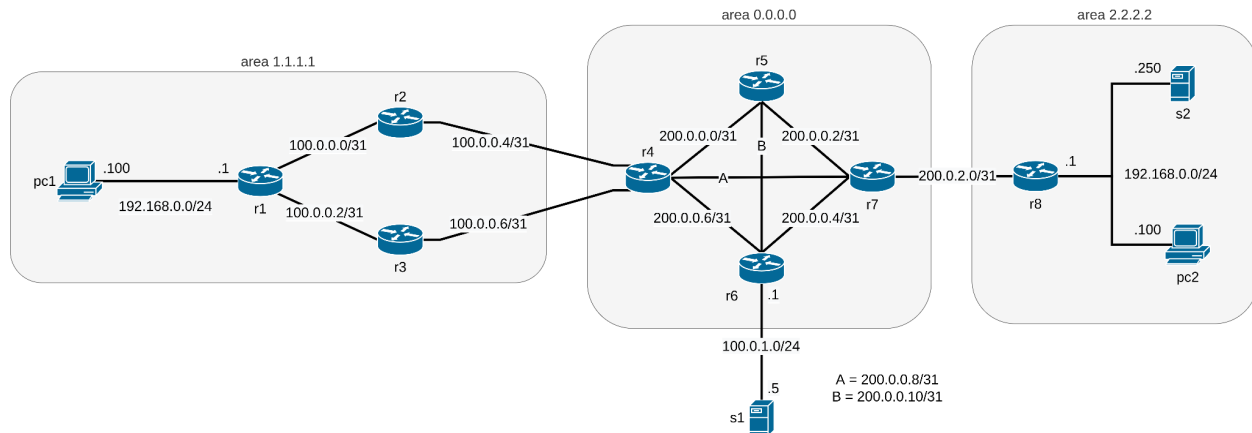 area 0.0.0.0
area 2.2.2.2
area 1.1.1.1
r5
.250
s2
r2
200.0.0.0/31
200.0.0.2/31
B
100.0.0.0/31
100.0.0.4/31
r4
.100
.1
pc1
192.168.0.0/24
r1
A
r7
200.0.2.0/31
.1
r8
192.168.0.0/24
100.0.0.2/31
100.0.0.6/31
200.0.0.6/31
200.0.0.4/31
.100
r3
pc2
r6
.1
100.0.1.0/24
A = 200.0.0.8/31
B = 200.0.0.10/31
.5
s1